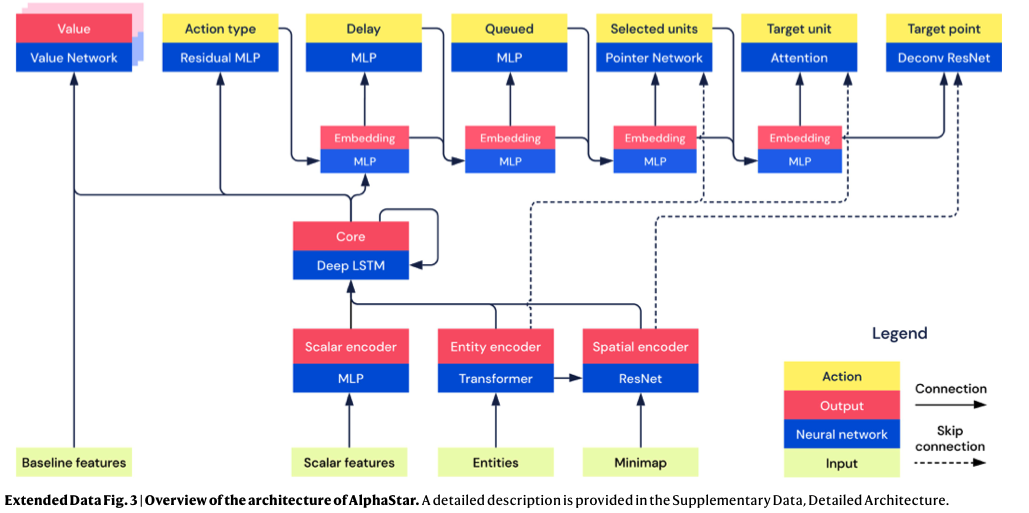 Value
Value Network
Action type
Residual MLP
Delay
MLP
Queued
MLP
Selected units
Pointer Network
Target unit
Attention
Target point
Deconv ResNet
Embedding
MLP
Embedding
MLP
Embedding
MLP
Embedding
MLP
Core
Deep LSTM
Scalar encoder
MLP
Entity encoder
Transformer
Spatial encoder
ResNet
Baseline features
Scalar features
Entities
Minimap
Legend
Action
Output
Neural network
Input
Connection
Skip
connection
Extended Data Fig. 3 | Overview of the architecture of AlphaStar. A detailed description is provided in the Supplementary Data, Detailed Architecture.